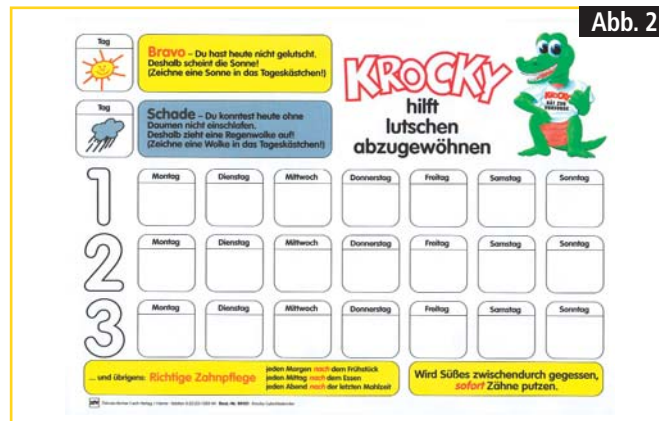 Abb. 2
Tag
Bravo – Du hast heute nicht gelutscht.
Deshalb scheint die Sonne!
(Zeichne eine Sonne in das Tageskästchen!)
Tag
Schade – Du konntest heute ohne
Daumen nicht einschlafen.
Deshalb zieht eine Regenwolke auf!
(Zeichne eine Wolke in das Tageskästchen!)
KROCKY
hilft
lutschen
abzugewöhnen
KROCKY
1
Montag Dienstag Mittwoch Donnerstag Freitag Samstag Sonntag
2
Montag Dienstag Mittwoch Donnerstag Freitag Samstag Sonntag
3
Montag Dienstag Mittwoch Donnerstag Freitag Samstag Sonntag
... und übrigens: Richtige Zahnpflege
jeden Morgen nach dem Frühstück
jeden Mittag nach dem Essen
jeden Abend nach der letzten Mahlzeit
Wird Süßes zwischendurch gegessen,
sofort Zähne putzen.